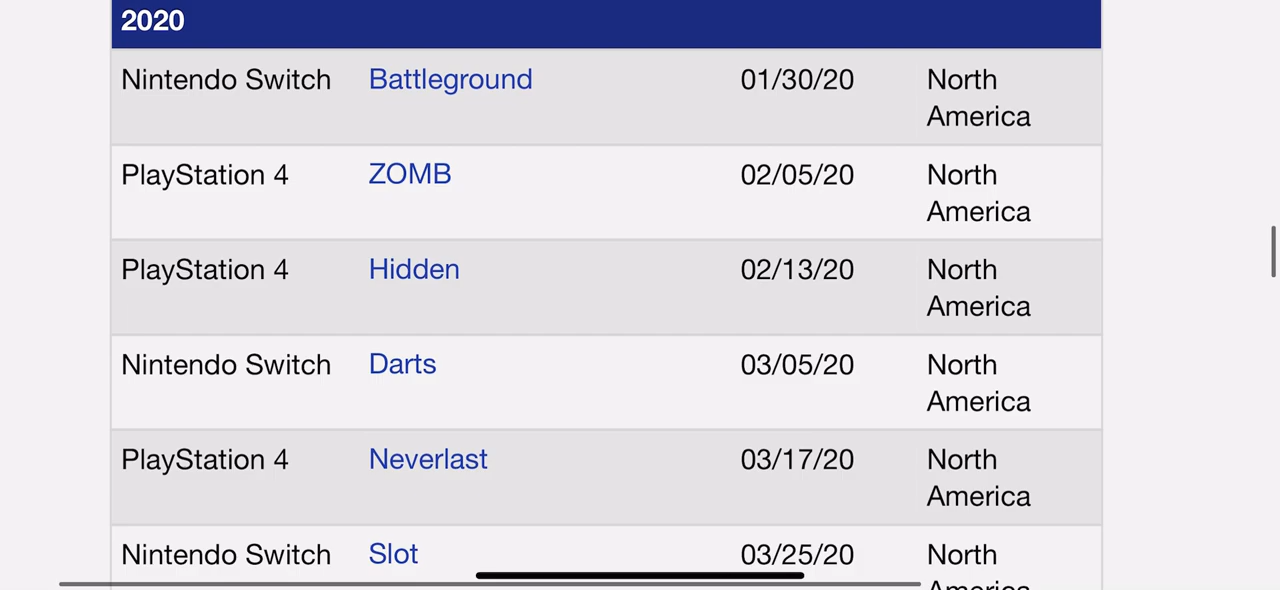 2020
Nintendo Switch Battleground 01/30/20 North
America
PlayStation 4 ZOMB 02/05/20 North
America
PlayStation 4 Hidden 02/13/20 North
America
Nintendo Switch Darts 03/05/20 North
America
PlayStation 4 Neverlast 03/17/20 North
America
Nintendo Switch Slot 03/25/20 North
America